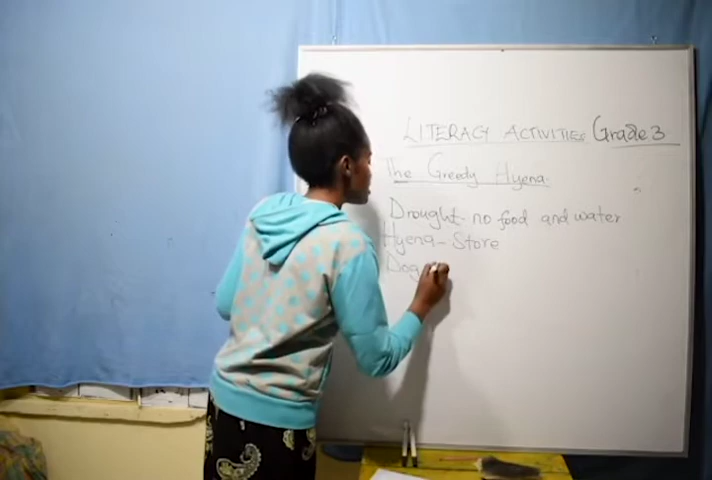 LITERACY ACTIVITIES Grade 3
The Greedy Hyena.
Drought - no food and water
Hyena - Store
Dog